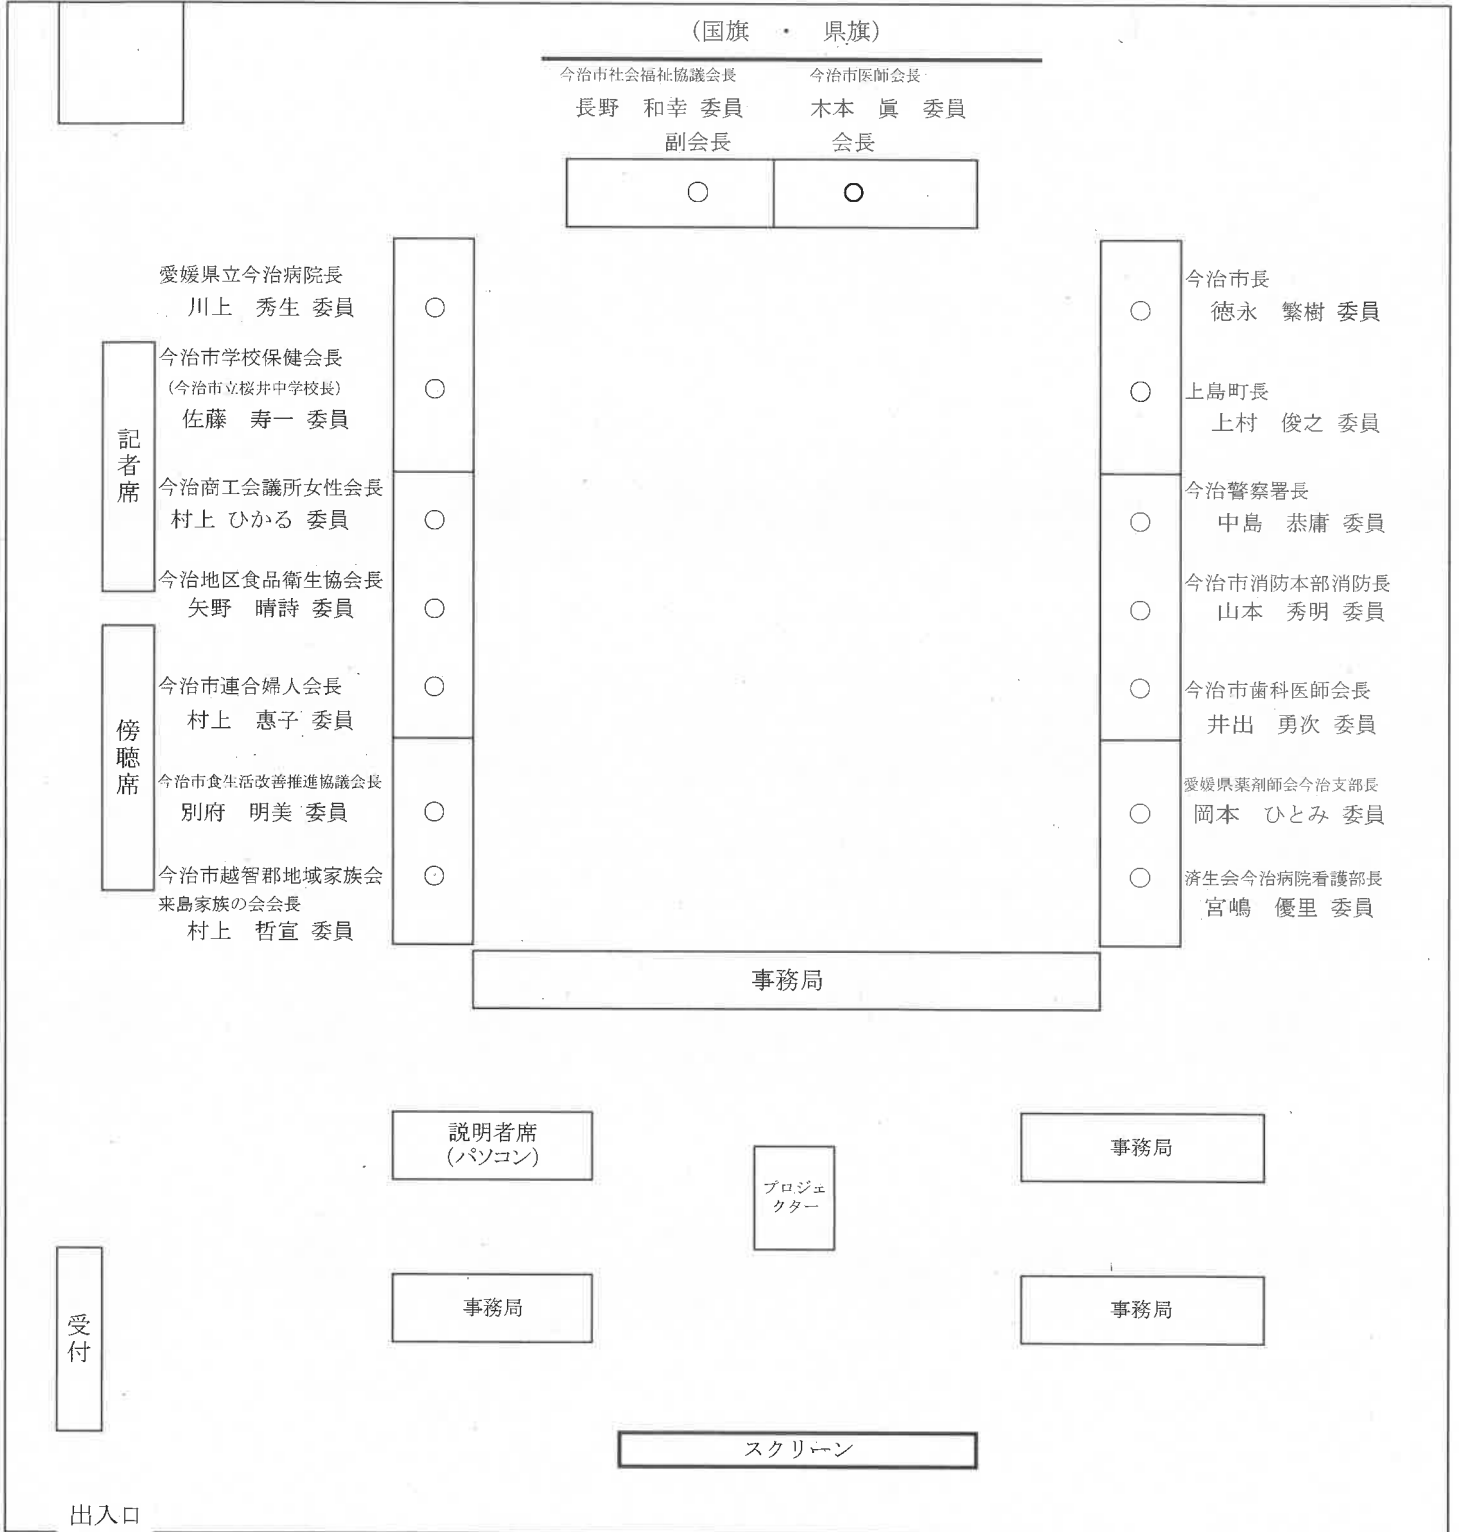 （国旗　・　県旗）
今治市社会福祉協議会長
長野　和幸 委員
副会長
今治市医師会長
木本　眞　委員
会長
愛媛県立今治病院長
川上　秀生 委員
今治市学校保健会長
（今治市立桜井中学校長）
佐藤　寿一 委員
今治商工会議所女性会長
村上 ひかる 委員
今治地区食品衛生協会長
矢野　晴詩 委員
今治市連合婦人会長
村上　惠子 委員
今治市食生活改善推進協議会長
別府　明美 委員
今治市越智郡地域家族会
来島家族の会会長
村上　哲宣 委員
記者席
傍聴席
今治市長
徳永　繁樹 委員
上島町長
上村　俊之 委員
今治警察署長
中島　恭庸 委員
今治市消防本部消防長
山本　秀明 委員
今治市歯科医師会長
井出　勇次 委員
愛媛県薬剤師会今治支部長
岡本　ひとみ 委員
済生会今治病院看護部長
宮嶋　優里 委員
事務局
説明者席
（パソコン）
プロジェ
クター
事務局
事務局
事務局
受付
スクリーン
出入口